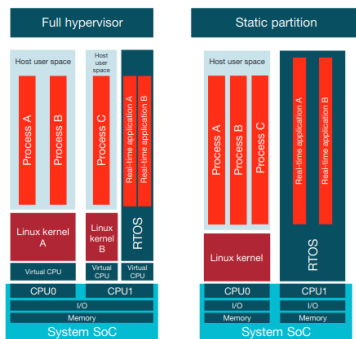 Full hypervisor
Host user space
Process A
Process B
Host user
space
Process C
Real-time application A
Real-time application B
Linux kernel
A
Linux
kernel
B
RTOS
Virtual CPU
Virtual
CPU
Virtual
CPU
CPU0
CPU1
I/O
Memory
System SoC
Static partition
Host user space
Process A
Process B
Process C
Real-time application A
Real-time application B
Linux kernel
RTOS
CPU0
CPU1
I/O
I/O
Memory
Memory
System SoC